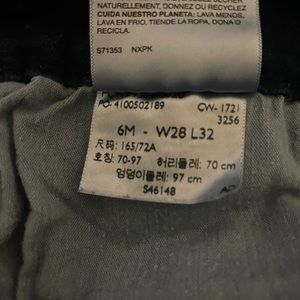 NATURELLEMENT, DONNEZ OU RECYCLEZ
CUIDA NUESTRO PLANETA: LAVA MENOS,
LAVA EN FRÍO, TIENDE LA ROPA, DONA O
RECICLA.
S71353 NXPK
PO- 4100502189 CW- 1721
3256
6M - W28 L32
尺码: 165/72A
호칭: 70-97 허리둘레: 70 cm
엉덩이둘레: 97 cm
S46148 AD